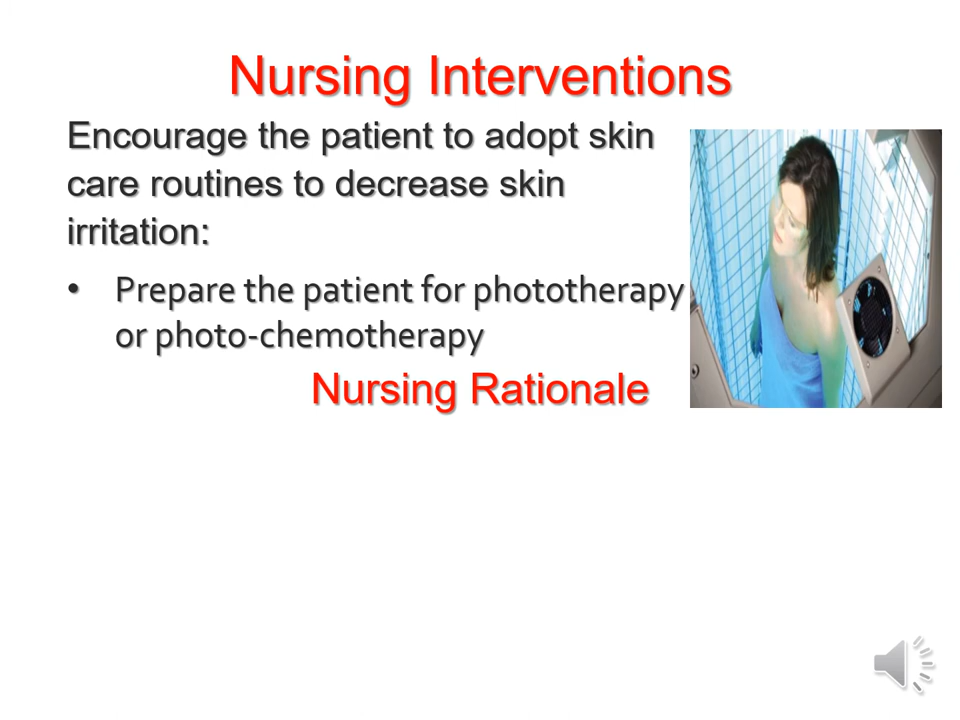 Nursing Interventions
Encourage the patient to adopt skin
care routines to decrease skin
irritation:
• Prepare the patient for phototherapy
or photo-chemotherapy
Nursing Rationale